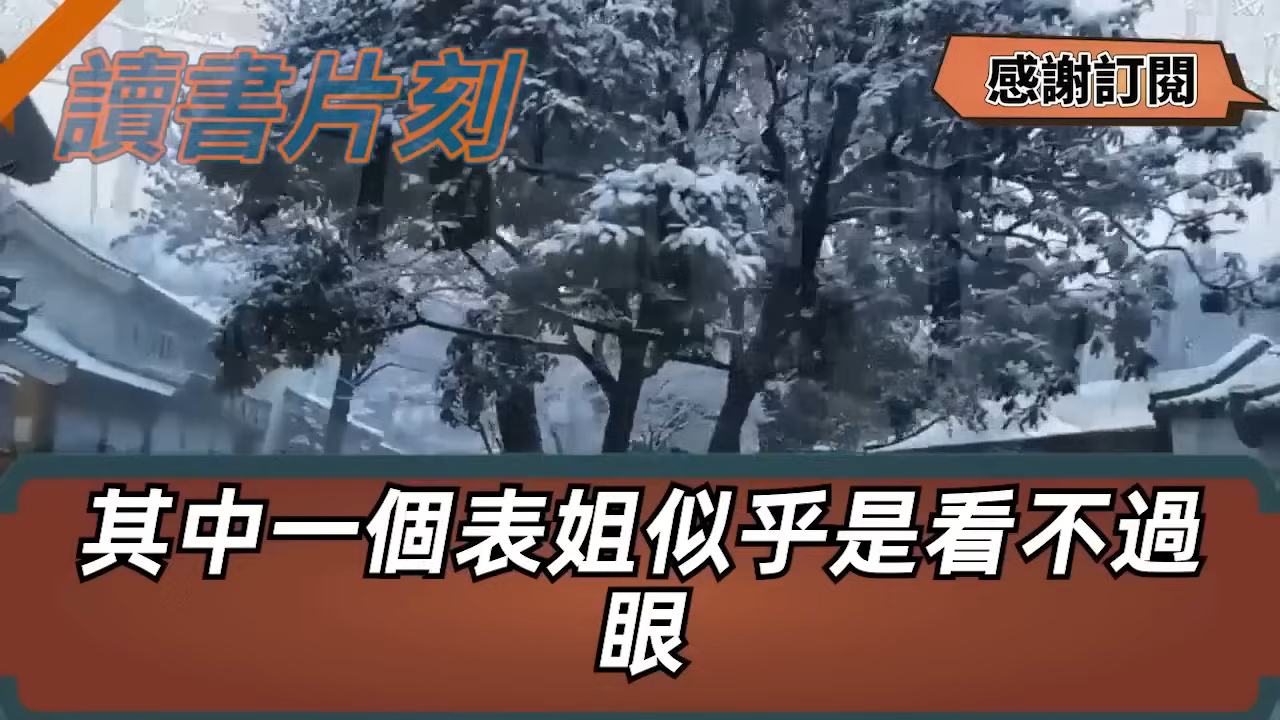 讀書片刻
感謝訂閱
其中一個表姐似乎是看不過
眼